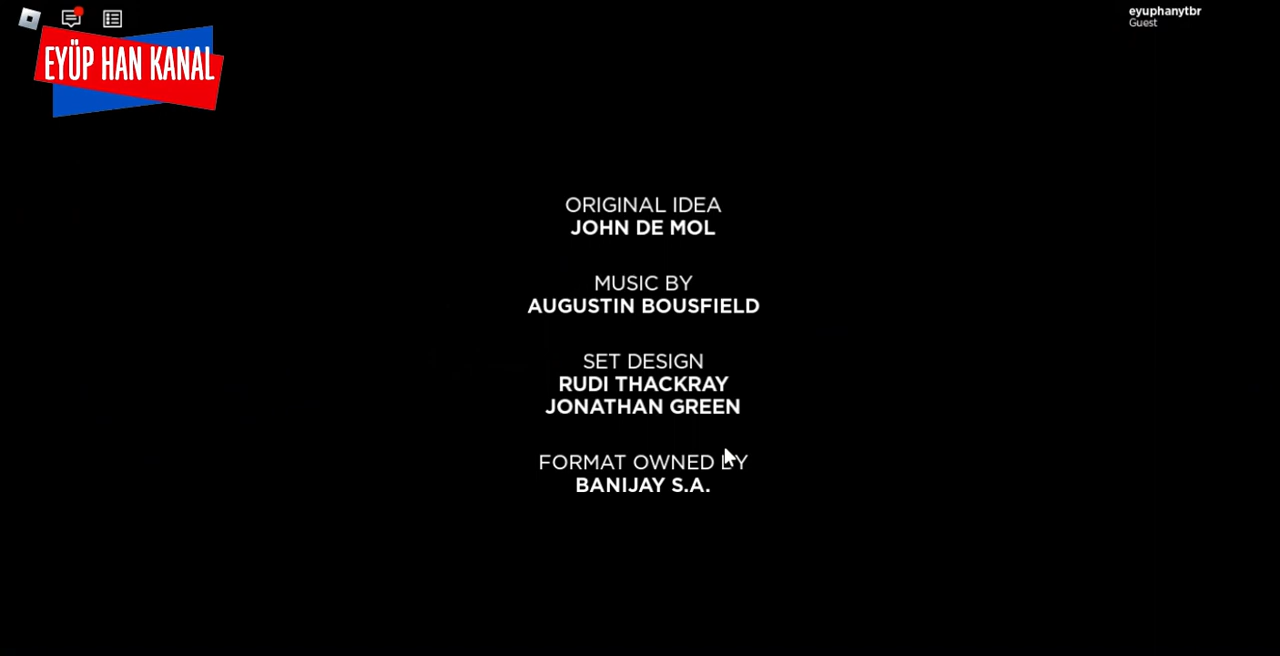 eyuphanytbr
Guest
EYÜP HAN KANAL
ORIGINAL IDEA
JOHN DE MOL
MUSIC BY
AUGUSTIN BOUSFIELD
SET DESIGN
RUDI THACKRAY
JONATHAN GREEN
FORMAT OWNED BY
BANIJAY S.A.